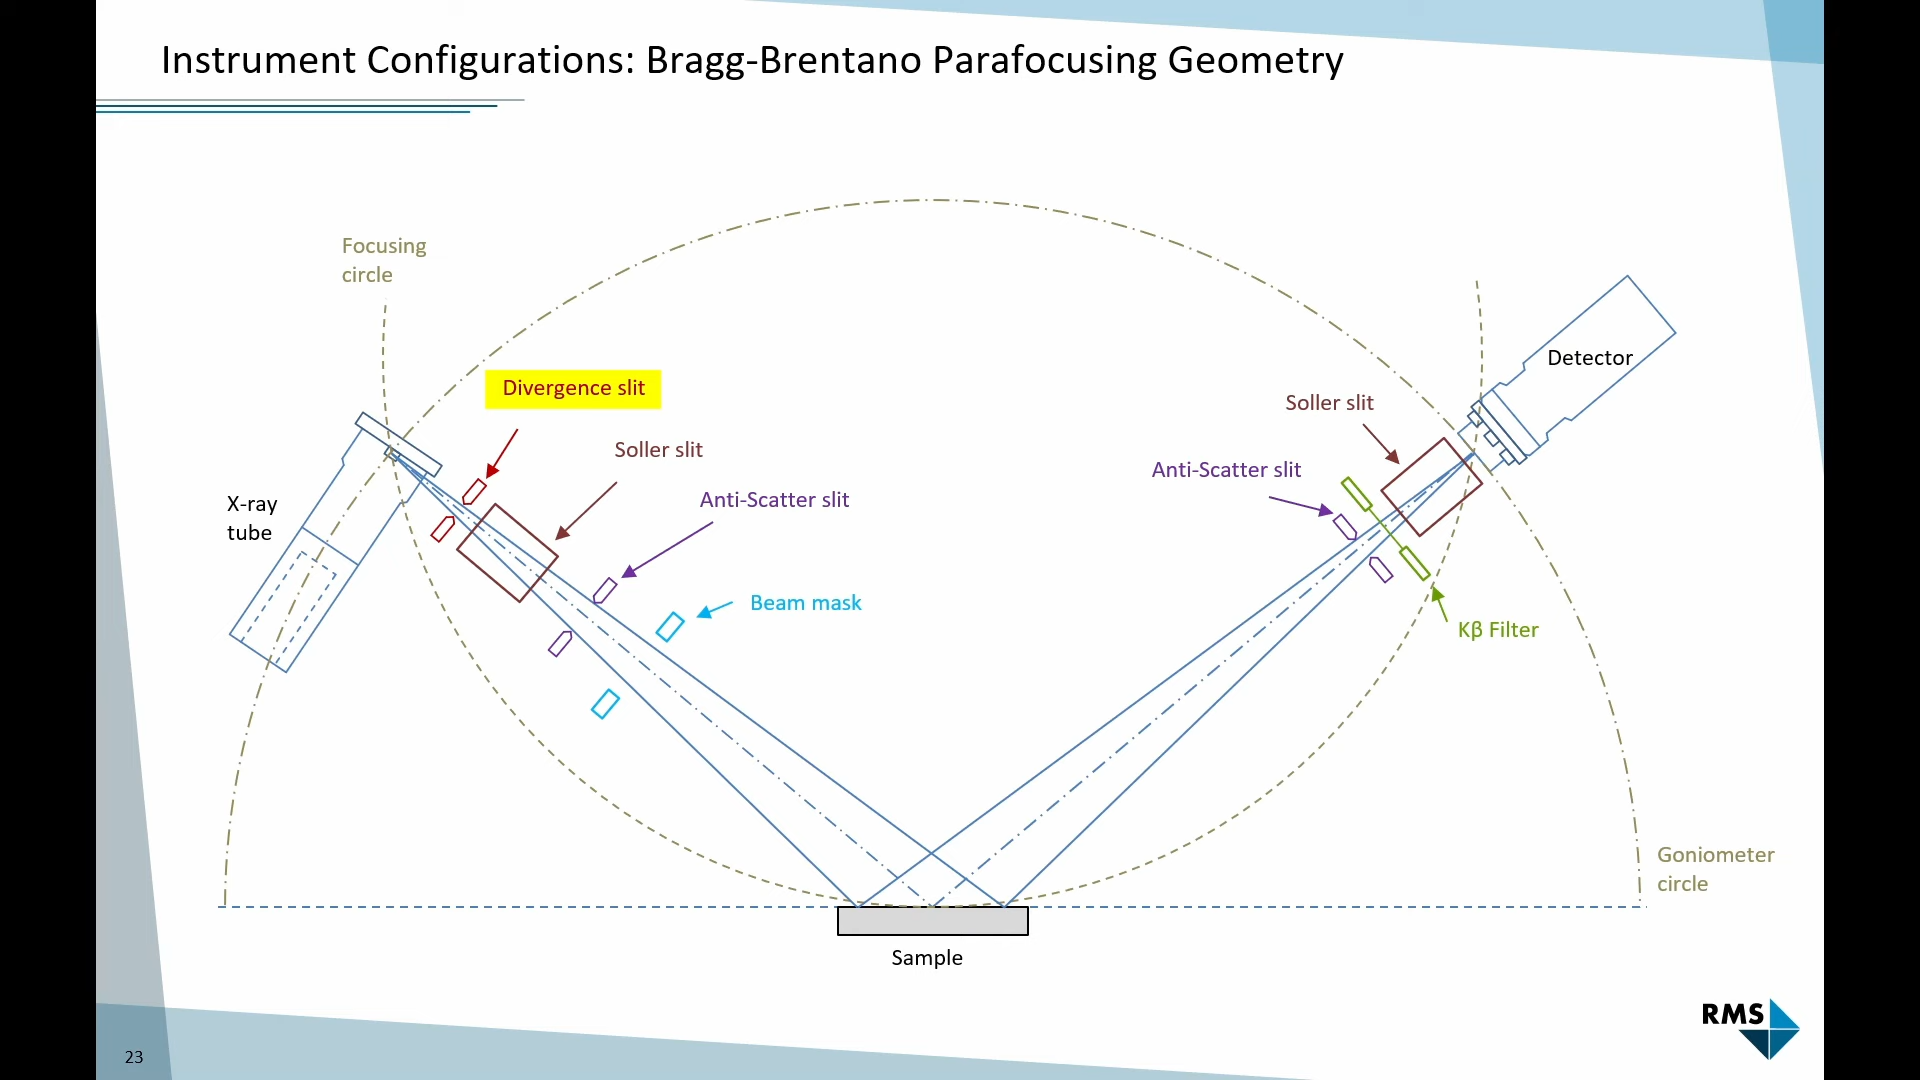 Instrument Configurations: Bragg-Brentano Parafocusing Geometry
Focusing
circle
Divergence slit
Soller slit
Anti-Scatter slit
X-ray
tube
Beam mask
Detector
Soller slit
Anti-Scatter slit
Kβ Filter
Goniometer
circle
Sample
RMS
23